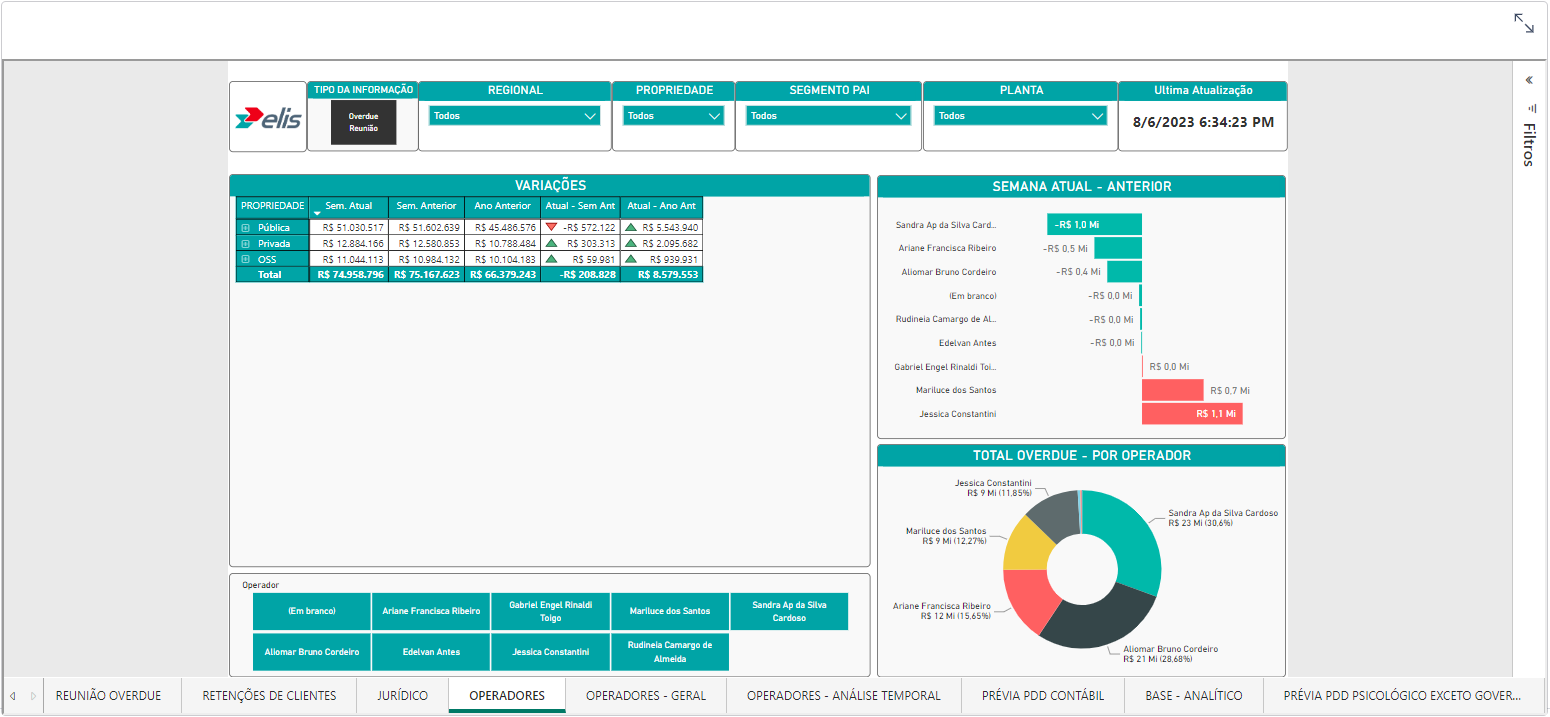 elis
TIPO DA INFORMAÇÃO
Overdue
Reunião
REGIONAL
Todos
PROPRIEDADE
Todos
SEGMENTO PAI
Todos
PLANTA
Todos
Ultima Atualização
8/6/2023 6:34:23 PM
Filtros
VARIAÇÕES
PROPRIEDADE Sem. Atual Sem. Anterior Ano Anterior Atual - Sem Ant Atual - Ano Ant
Pública R$ 51.030.517 R$ 51.602.639 R$ 45.486.576 -R$ 572.122 R$ 5.543.940
Privada R$ 12.884.166 R$ 12.580.853 R$ 10.788.484 R$ 303.313 R$ 2.095.682
OSS R$ 11.044.113 R$ 10.984.132 R$ 10.104.183 R$ 59.981 R$ 939.931
Total R$ 74.958.796 R$ 75.167.623 R$ 66.379.243 -R$ 208.828 R$ 8.579.553
SEMANA ATUAL - ANTERIOR
Sandra Ap da Silva Card... -R$ 1,0 Mi
Ariane Francisca Ribeiro -R$ 0,5 Mi
Aliomar Bruno Cordeiro -R$ 0,4 Mi
(Em branco) -R$ 0,0 Mi
Rudineia Camargo de Al... -R$ 0,0 Mi
Edelvan Antes -R$ 0,0 Mi
Gabriel Engel Rinaldi Toi... R$ 0,0 Mi
Mariluce dos Santos R$ 0,7 Mi
Jessica Constantini R$ 1,1 Mi
TOTAL OVERDUE - POR OPERADOR
Jessica Constantini
R$ 9 Mi (11,85%)
Sandra Ap da Silva Cardoso
R$ 23 Mi (30,6%)
Mariluce dos Santos
R$ 9 Mi (12,27%)
Ariane Francisca Ribeiro
R$ 12 Mi (15,65%)
Aliomar Bruno Cordeiro
R$ 21 Mi (28,68%)
Operador
(Em branco)
Ariane Francisca Ribeiro
Gabriel Engel Rinaldi
Toigo
Mariluce dos Santos
Sandra Ap da Silva
Cardoso
Aliomar Bruno Cordeiro
Edelvan Antes
Jessica Constantini
Rudineia Camargo de
Almeida
REUNIÃO OVERDUE
RETENÇÕES DE CLIENTES
JURÍDICO
OPERADORES
OPERADORES - GERAL
OPERADORES - ANÁLISE TEMPORAL
PRÉVIA PDD CONTÁBIL
BASE - ANALÍTICO
PRÉVIA PDD PSICOLÓGICO EXCETO GOVER...